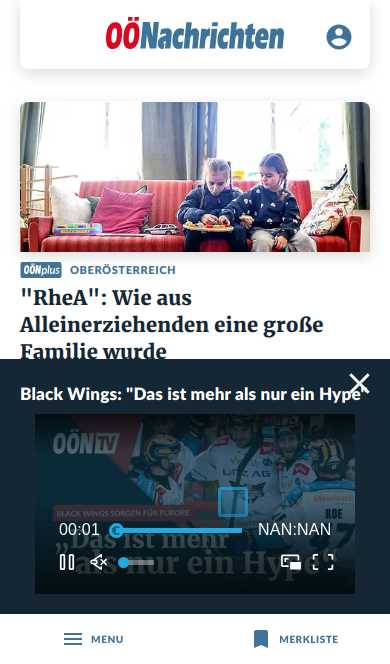 OÖNachrichten
OÖNplus OBERÖSTERREICH
"RheA": Wie aus
Alleinerziehenden eine große
Familie wurde
Black Wings: "Das ist mehr als nur ein Hype"
OÖN TV
BLACK WINGS SORGEN FÜR FURORE
ROE
00:01 NAN:NAN
„Das ist mehr
als nur ein Hype"
MENU MERKLISTE